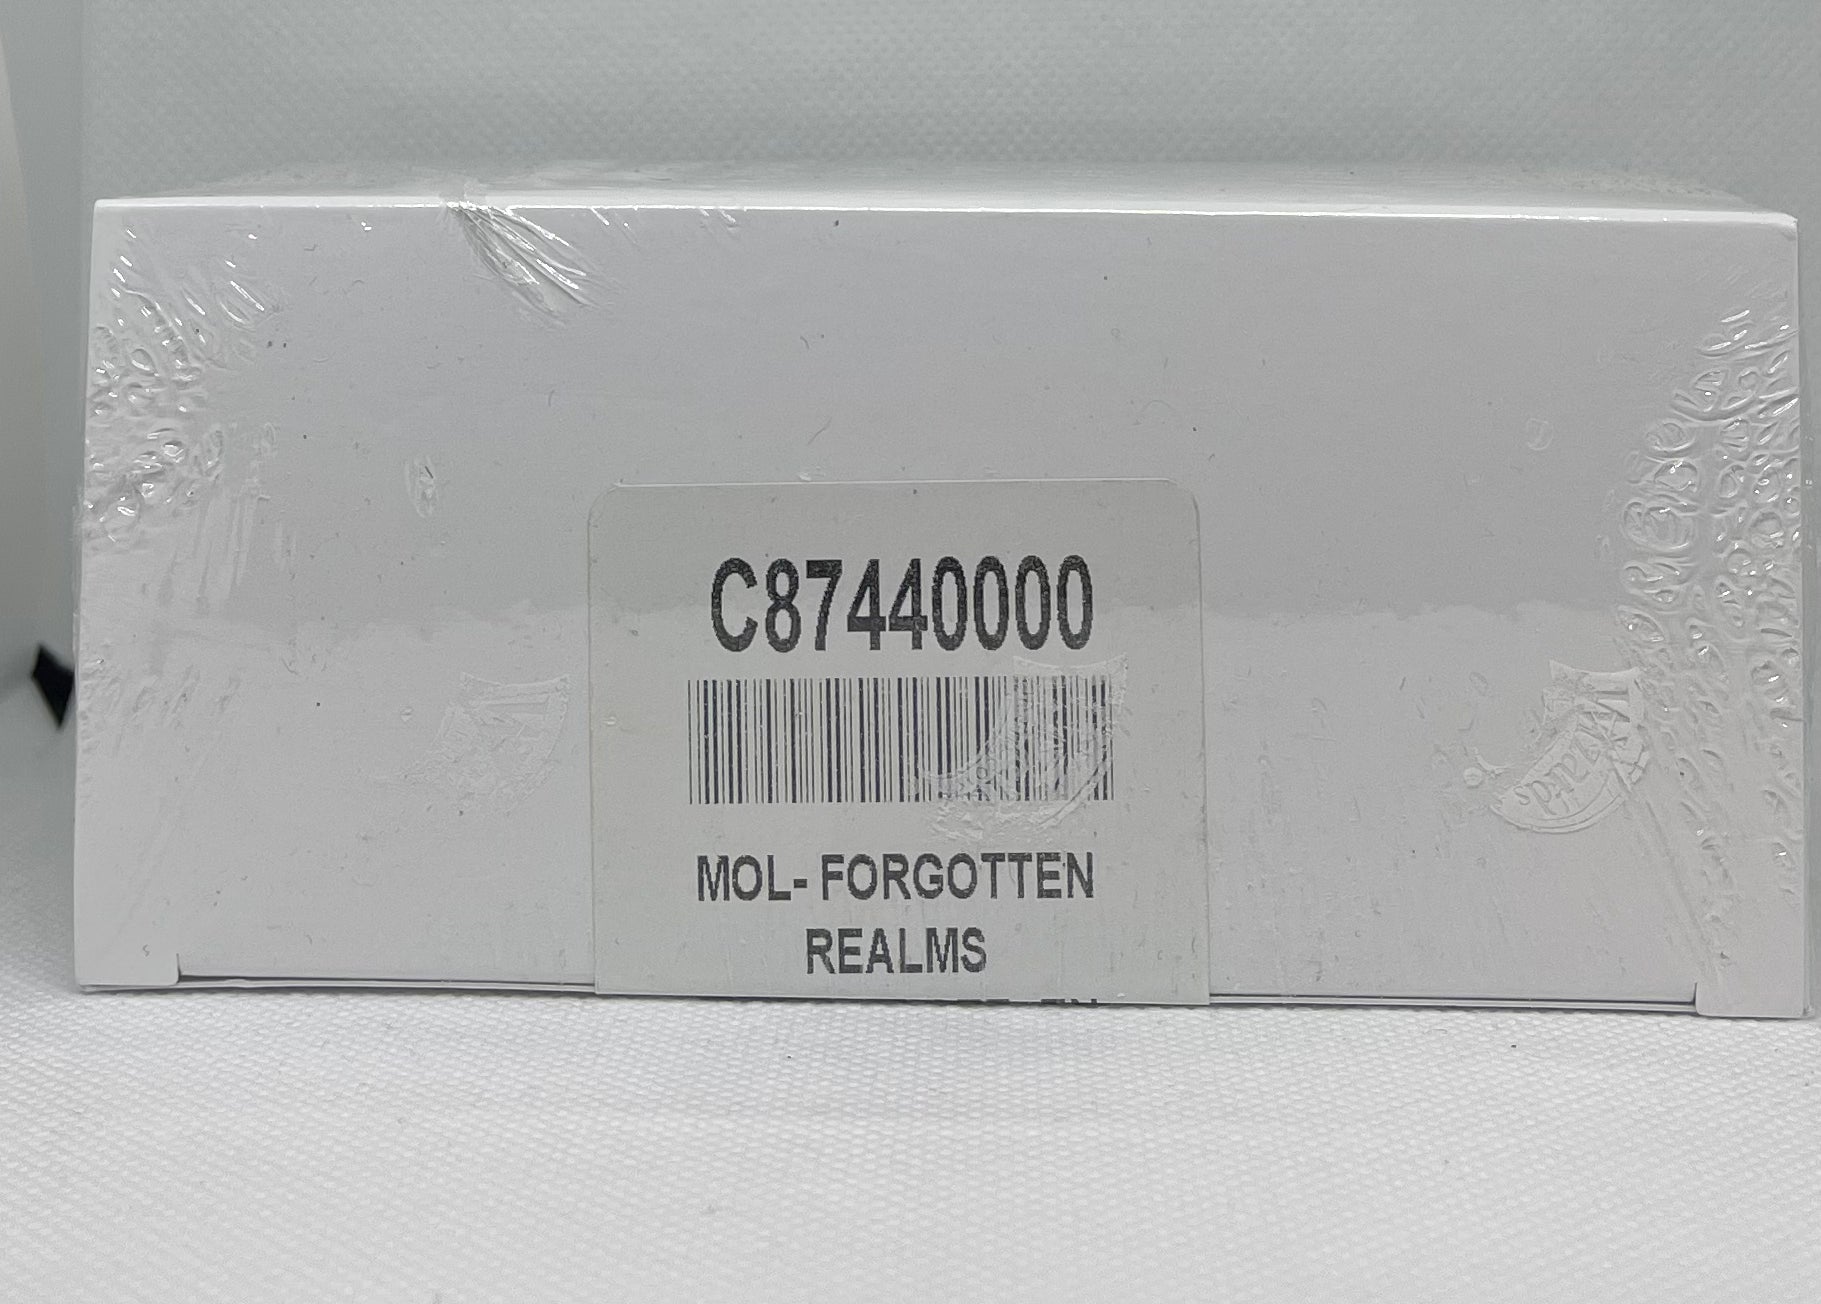 C87440000
MOL- FORGOTTEN
REALMS